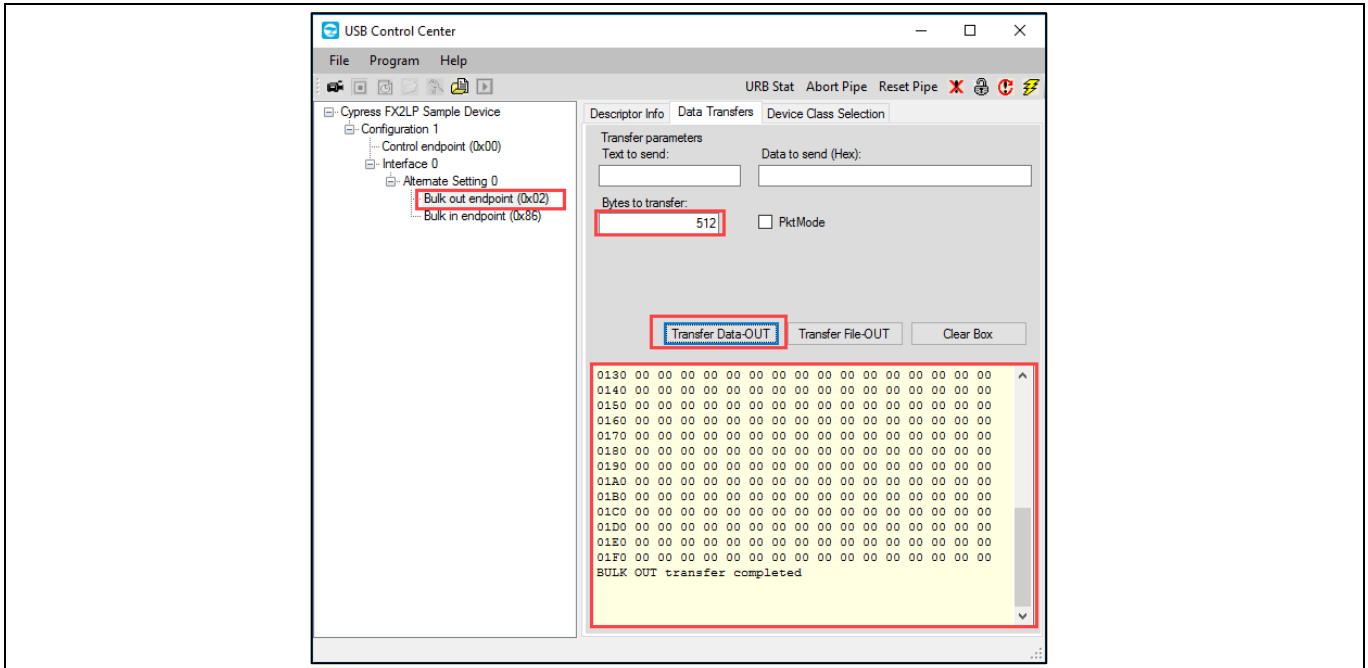 USB Control Center
File Program Help
URB Stat Abort Pipe Reset Pipe
Cypress FX2LP Sample Device
Configuration 1
Control endpoint (0x00)
Interface 0
Alternate Setting 0
Bulk out endpoint (0x02)
Bulk in endpoint (0x86)
Descriptor Info Data Transfers Device Class Selection
Transfer parameters
Text to send: Data to send (Hex):
Bytes to transfer:
512 PktMode
Transfer Data-OUT Transfer File-OUT Clear Box
0130 00 00 00 00 00 00 00 00 00 00 00 00 00 00 00 00
0140 00 00 00 00 00 00 00 00 00 00 00 00 00 00 00 00
0150 00 00 00 00 00 00 00 00 00 00 00 00 00 00 00 00
0160 00 00 00 00 00 00 00 00 00 00 00 00 00 00 00 00
0170 00 00 00 00 00 00 00 00 00 00 00 00 00 00 00 00
0180 00 00 00 00 00 00 00 00 00 00 00 00 00 00 00 00
0190 00 00 00 00 00 00 00 00 00 00 00 00 00 00 00 00
01A0 00 00 00 00 00 00 00 00 00 00 00 00 00 00 00 00
01B0 00 00 00 00 00 00 00 00 00 00 00 00 00 00 00 00
01C0 00 00 00 00 00 00 00 00 00 00 00 00 00 00 00 00
01D0 00 00 00 00 00 00 00 00 00 00 00 00 00 00 00 00
01E0 00 00 00 00 00 00 00 00 00 00 00 00 00 00 00 00
01F0 00 00 00 00 00 00 00 00 00 00 00 00 00 00 00 00
BULK OUT transfer completed